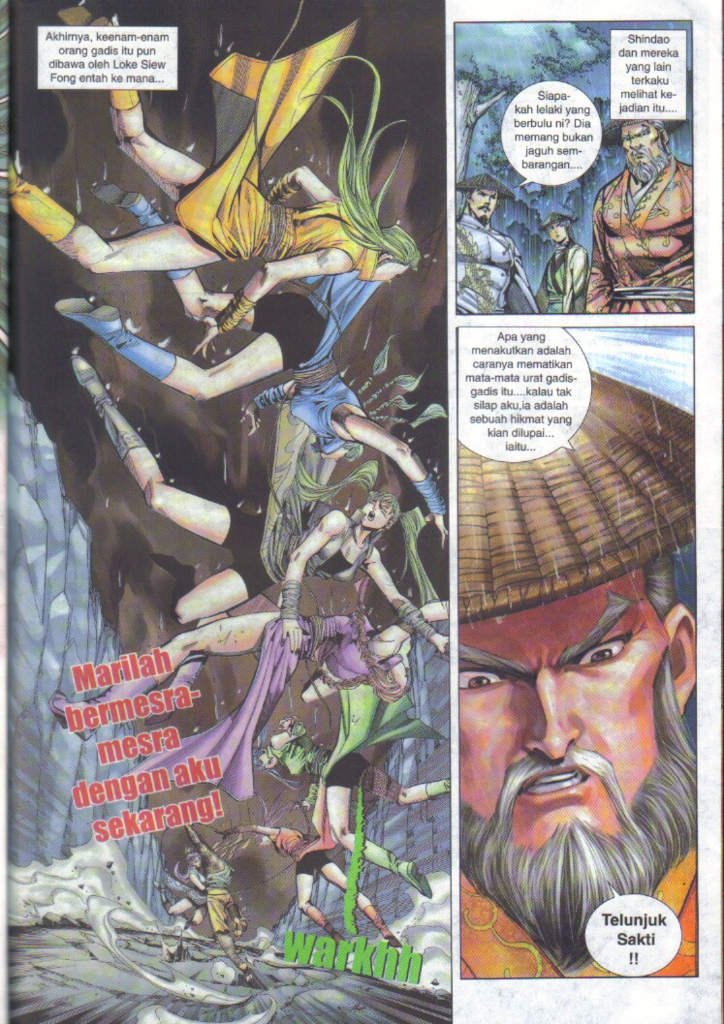 Akhirnya, keenam-enam
orang gadis itu pun
dibawa oleh Loke Siew
Fong entah ke mana...
Marilah
bermesra-
mesra
dengan aku
sekarang!
warkhh
Shindao
dan mereka
yang lain
terkaku
melihat ke-
jadian itu....
Siapa-
kah lelaki yang
berbulu ni? Dia
memang bukan
jaguh sem-
barangan....
Apa yang
menakutkan adalah
caranya mematikan
mata-mata urat gadis-
gadis itu....kalau tak
silap aku,ia adalah
sebuah hikmat yang
kian dilupai...
iaitu...
Telunjuk
Sakti
!!